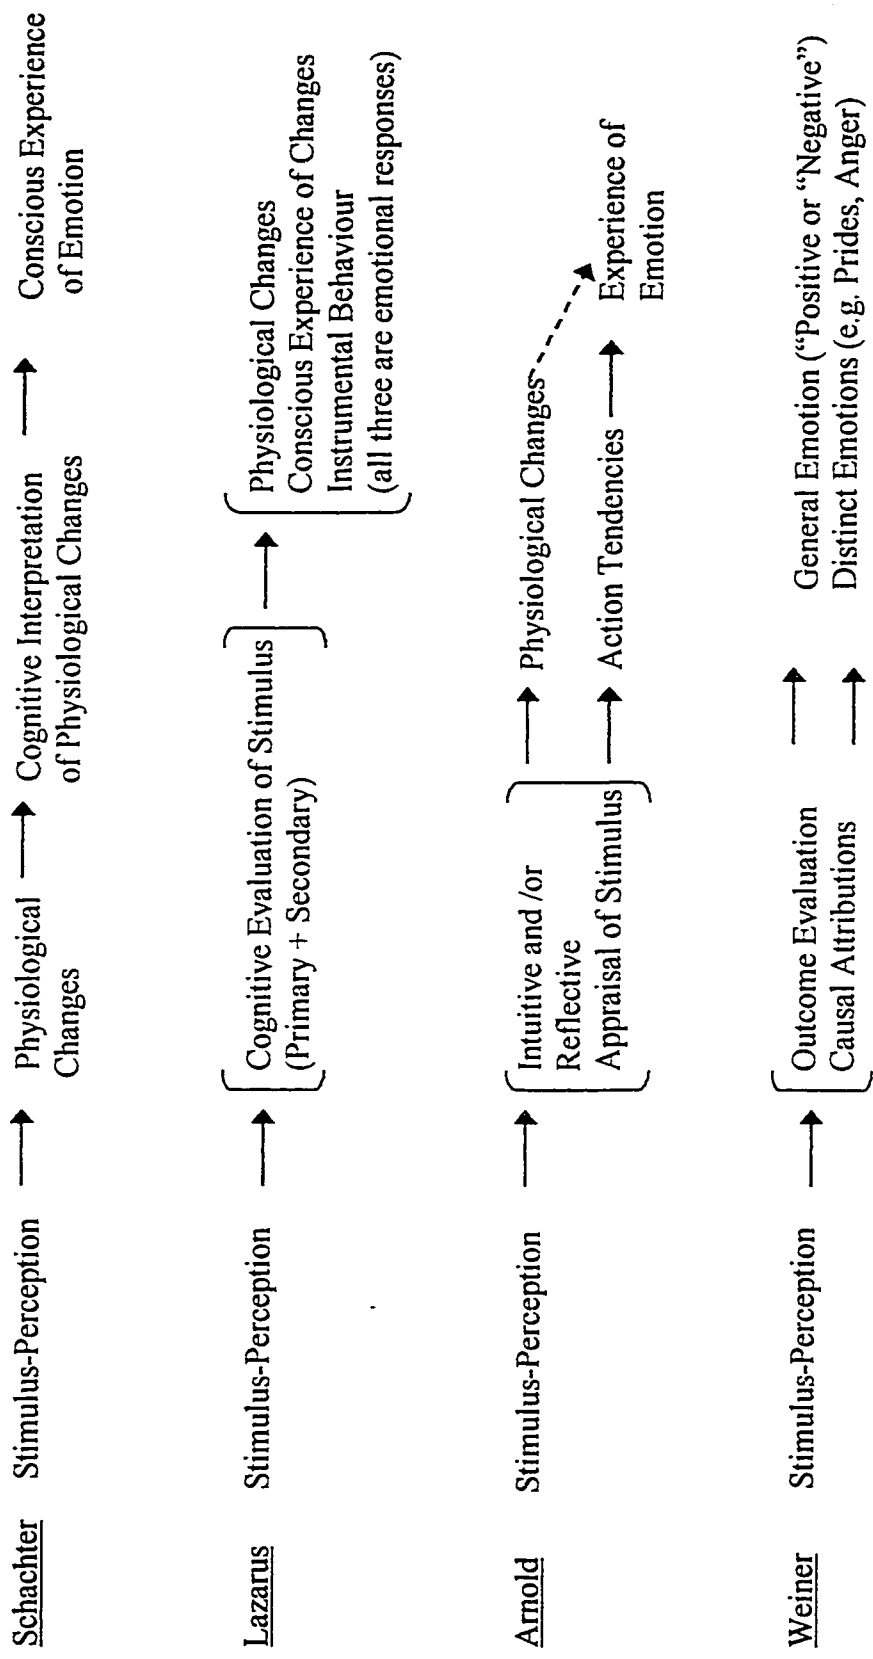 Schachter
Stimulus-Perception
Physiological
Changes
Cognitive Interpretation
of Physiological Changes
Conscious Experience
of Emotion
Lazarus
Stimulus-Perception
Cognitive Evaluation of Stimulus
(Primary + Secondary)
Physiological Changes
Conscious Experience of Changes
Instrumental Behaviour
(all three are emotional responses)
Arnold
Stimulus-Perception
Intuitive and /or
Reflective
Appraisal of Stimulus
Physiological Changes
Action Tendencies
Experience of
Emotion
Weiner
Stimulus-Perception
Outcome Evaluation
Causal Attributions
General Emotion (“Positive or “Negative”)
Distinct Emotions (e.g. Prides, Anger)